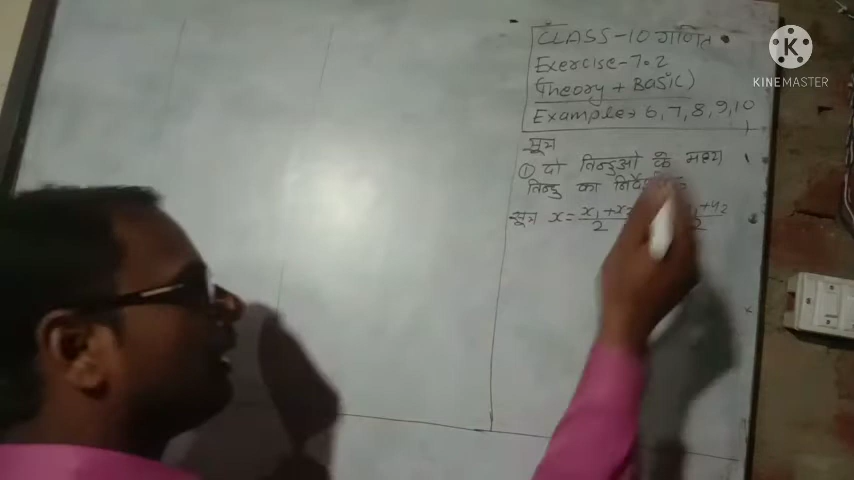 CLASS-10 गणित
Exercise-7.2
Theory + BASIC)
Example→ 6, 7, 8, 9, 10
सूत्र
① दो बिन्दुओ के मध्य
बिन्दु का
सूत्र x = x₁+x₂/2 y₂/2
KINEMASTER